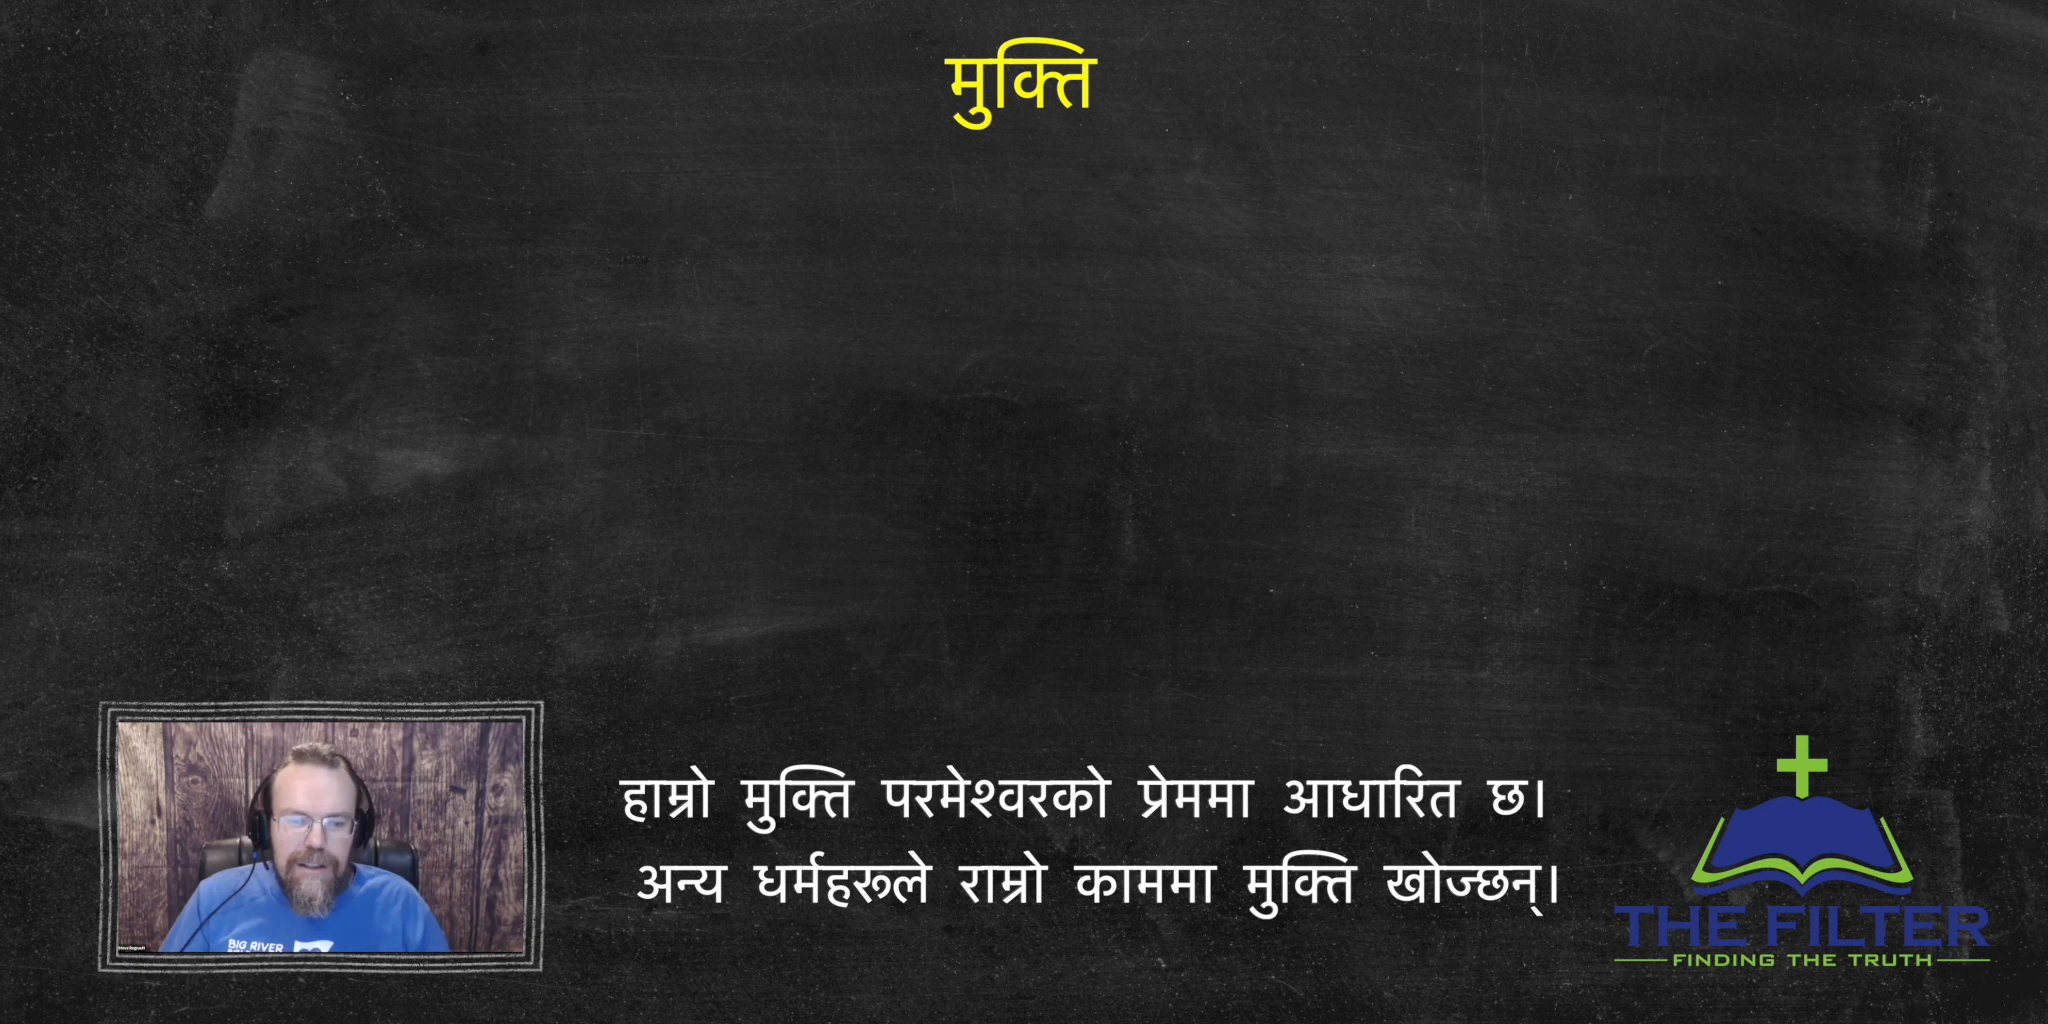 मुक्ति
हाम्रो मुक्ति परमेश्वरको प्रेममा आधारित छ।
अन्य धर्महरूले राम्रो काममा मुक्ति खोज्छन्।
BIG RIVER
THE FILTER
FINDING THE TRUTH